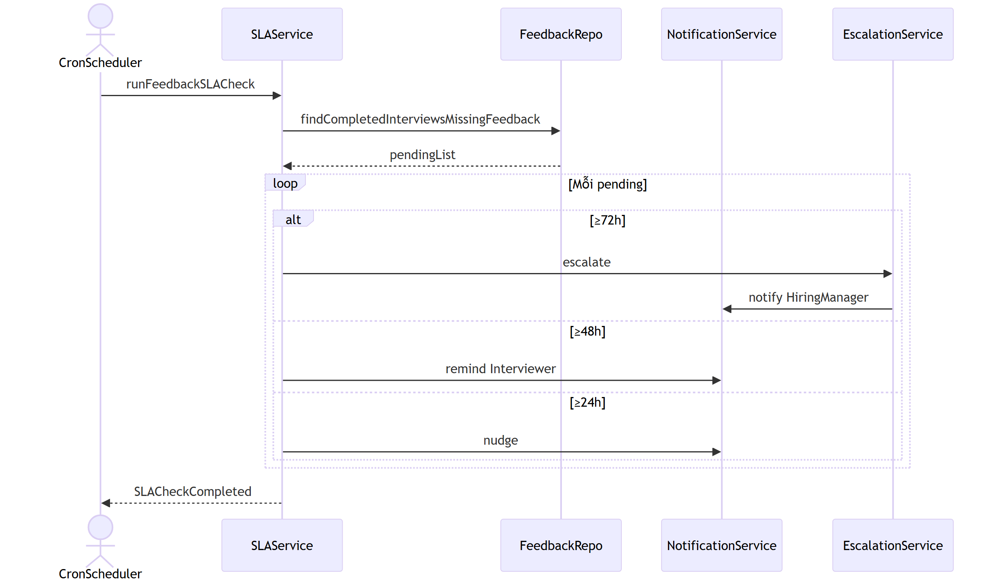 CronScheduler
SLAService
FeedbackRepo
NotificationService
EscalationService
runFeedbackSLACheck
findCompletedInterviewsMissingFeedback
pendingList
loop
[Mỗi pending]
alt
[≥72h]
escalate
notify HiringManager
[≥48h]
remind Interviewer
[≥24h]
nudge
SLACheckCompleted
CronScheduler
SLAService
FeedbackRepo
NotificationService
EscalationService